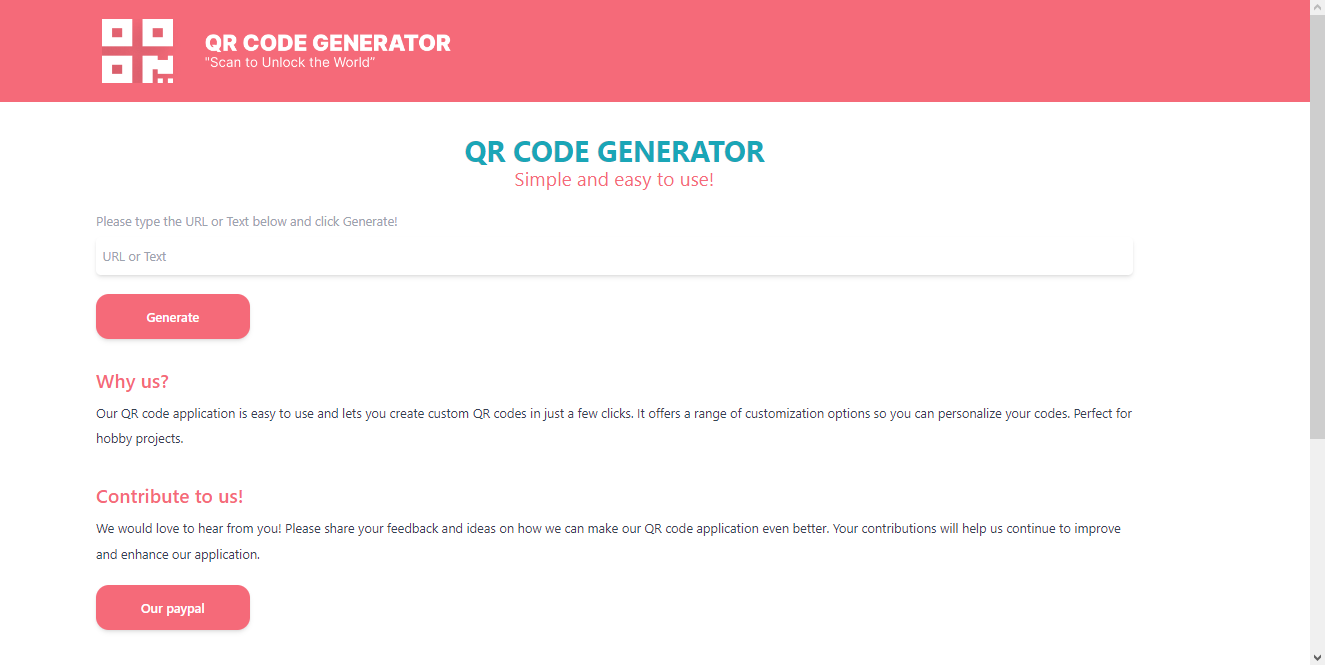 QR CODE GENERATOR
"Scan to Unlock the World"
QR CODE GENERATOR
Simple and easy to use!
Please type the URL or Text below and click Generate!
URL or Text
Generate
Why us?
Our QR code application is easy to use and lets you create custom QR codes in just a few clicks. It offers a range of customization options so you can personalize your codes. Perfect for
hobby projects.
Contribute to us!
We would love to hear from you! Please share your feedback and ideas on how we can make our QR code application even better. Your contributions will help us continue to improve
and enhance our application.
Our paypal